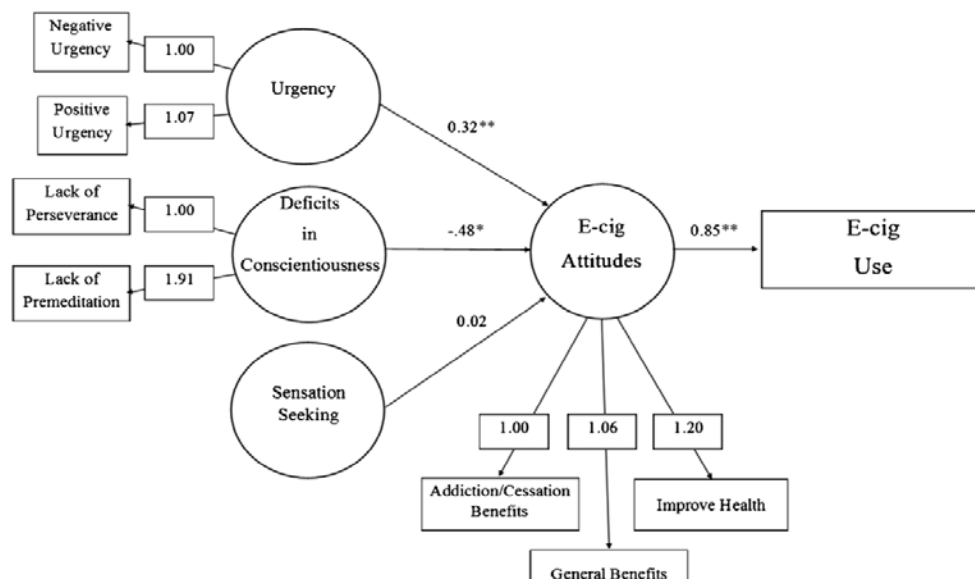 Negative
Urgency
1.00
Urgency
Positive
Urgency
1.07
0.32**
Lack of
Perseverance
1.00
Deficits
in
Conscientiousness
-.48*
E-cig
Attitudes
0.85**
E-cig
Use
Lack of
Premeditation
1.91
0.02
Sensation
Seeking
1.00
1.06
1.20
Addiction/Cessation
Benefits
Improve Health
General Benefits